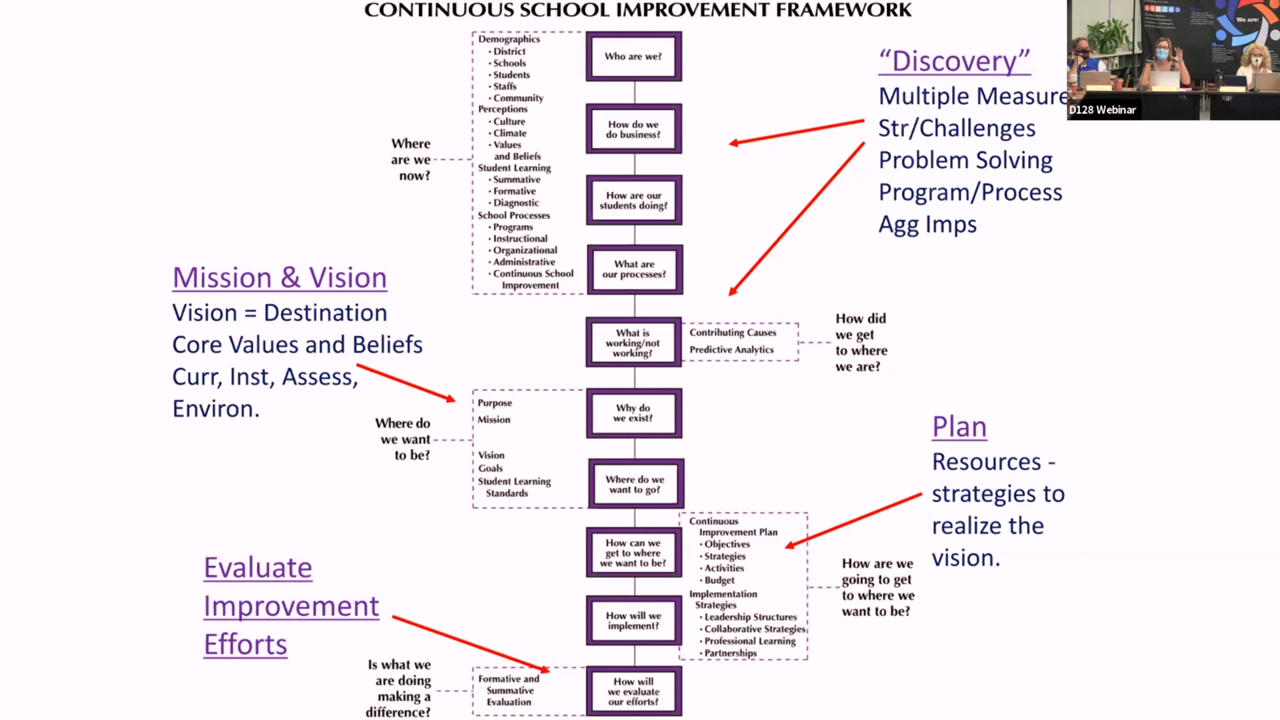 CONTINUOUS SCHOOL IMPROVEMENT FRAMEWORK
Where
are we
now?
Demographics
• District
• Schools
• Students
• Staffs
• Community
Perceptions
• Culture
• Climate
• Values
and Beliefs
Student Learning
• Summative
• Formative
• Diagnostic
School Processes
• Programs
• Instructional
• Organizational
• Administrative
• Continuous School
Improvement
Who are we?
How do we
do business?
How are our
students doing?
What are
our processes?
“Discovery”
Multiple Measure
Str/Challenges
Problem Solving
Program/Process
Agg Imps
We are:
D128 Webinar
What is
working/not
working?
Contributing Causes
Predictive Analytics
How did
we get
to where
we are?
Mission & Vision
Vision = Destination
Core Values and Beliefs
Curr, Inst, Assess,
Environ.
Where do
we want
to be?
Purpose
Mission
Vision
Goals
Student Learning
Standards
Why do
we exist?
Where do we
want to go?
Plan
Resources -
strategies to
realize the
vision.
How can we
get to where
we want to be?
How will we
implement?
Continuous
Improvement Plan
• Objectives
• Strategies
• Activities
• Budget
Implementation
Strategies
• Leadership Structures
• Collaborative Strategies
• Professional Learning
• Partnerships
How are we
going to get
to where we
want to be?
Evaluate
Improvement
Efforts
Is what we
are doing
making a
difference?
Formative and
Summative
Evaluation
How will
we evaluate
our efforts?